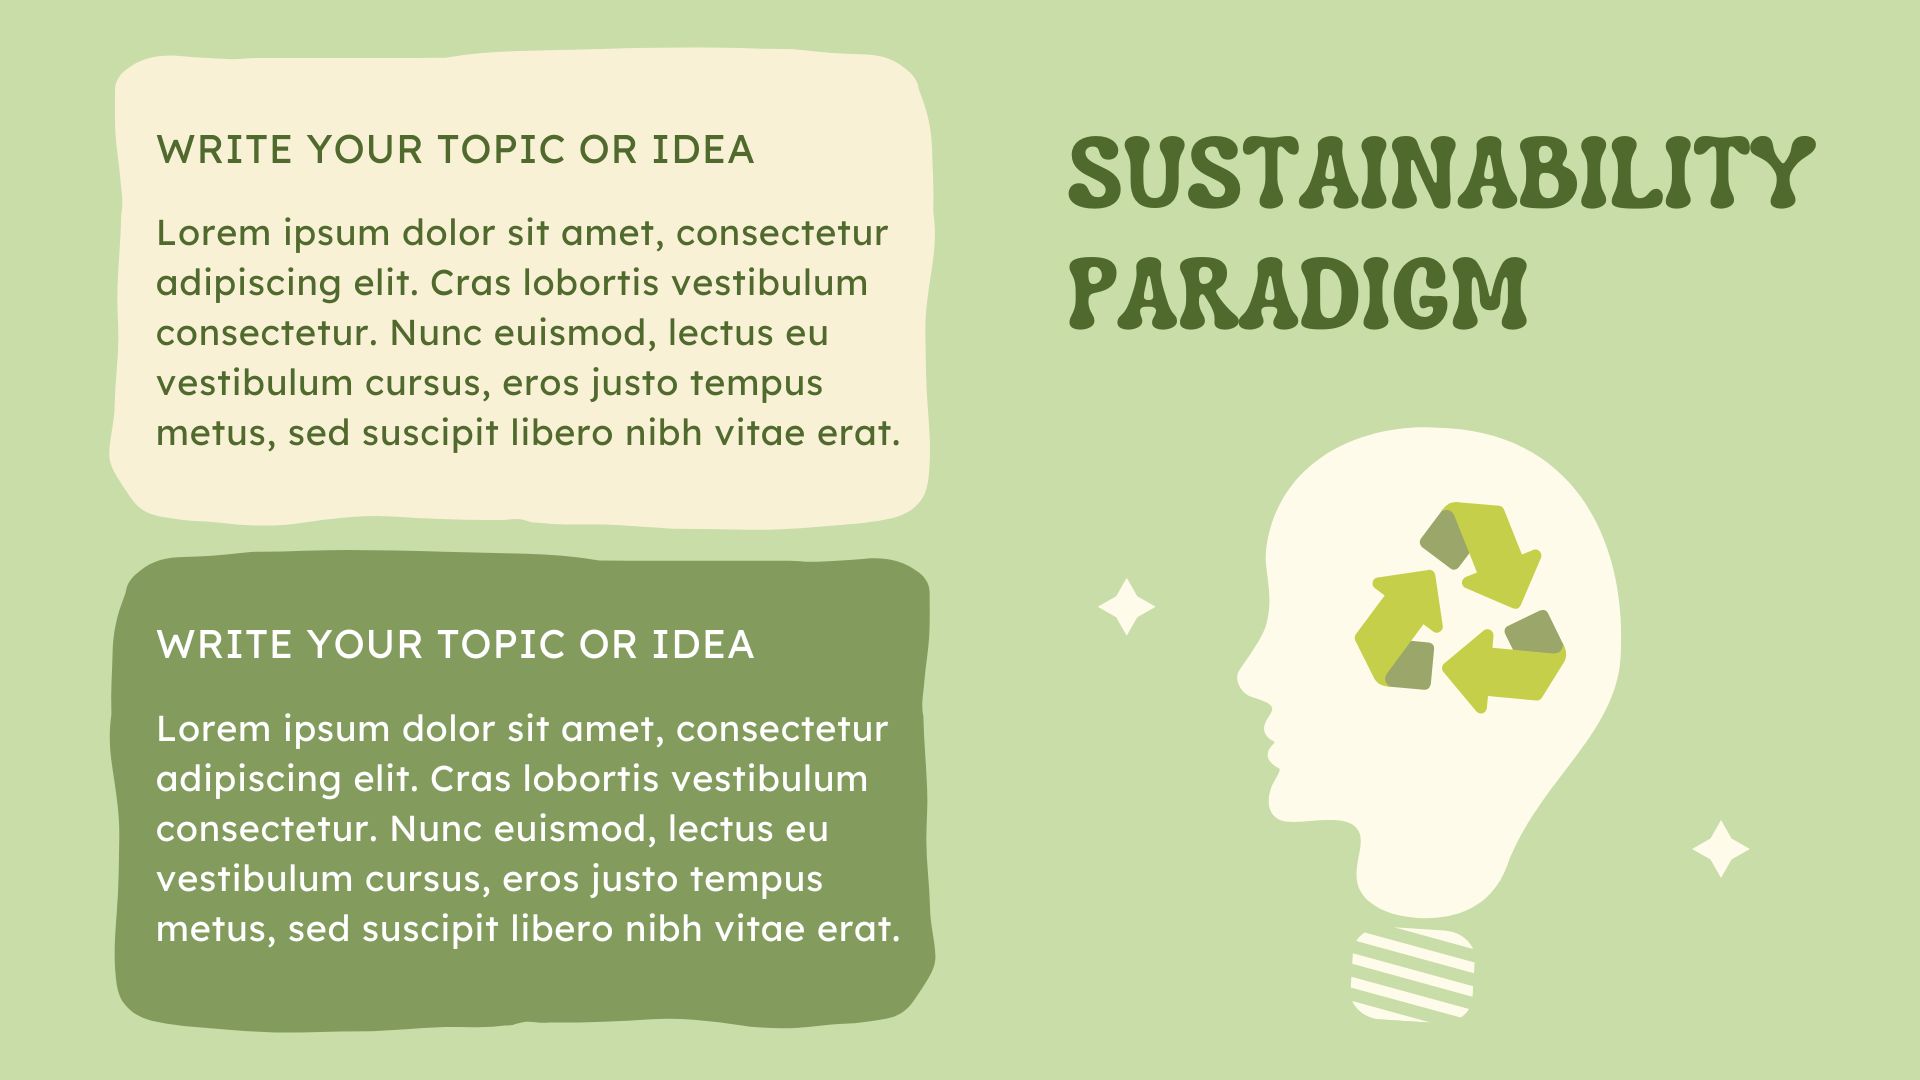 WRITE YOUR TOPIC OR IDEA
Lorem ipsum dolor sit amet, consectetur
adipiscing elit. Cras lobortis vestibulum
consectetur. Nunc euismod, lectus eu
vestibulum cursus, eros justo tempus
metus, sed suscipit libero nibh vitae erat.
WRITE YOUR TOPIC OR IDEA
Lorem ipsum dolor sit amet, consectetur
adipiscing elit. Cras lobortis vestibulum
consectetur. Nunc euismod, lectus eu
vestibulum cursus, eros justo tempus
metus, sed suscipit libero nibh vitae erat.
SUSTAINABILITY
PARADIGM